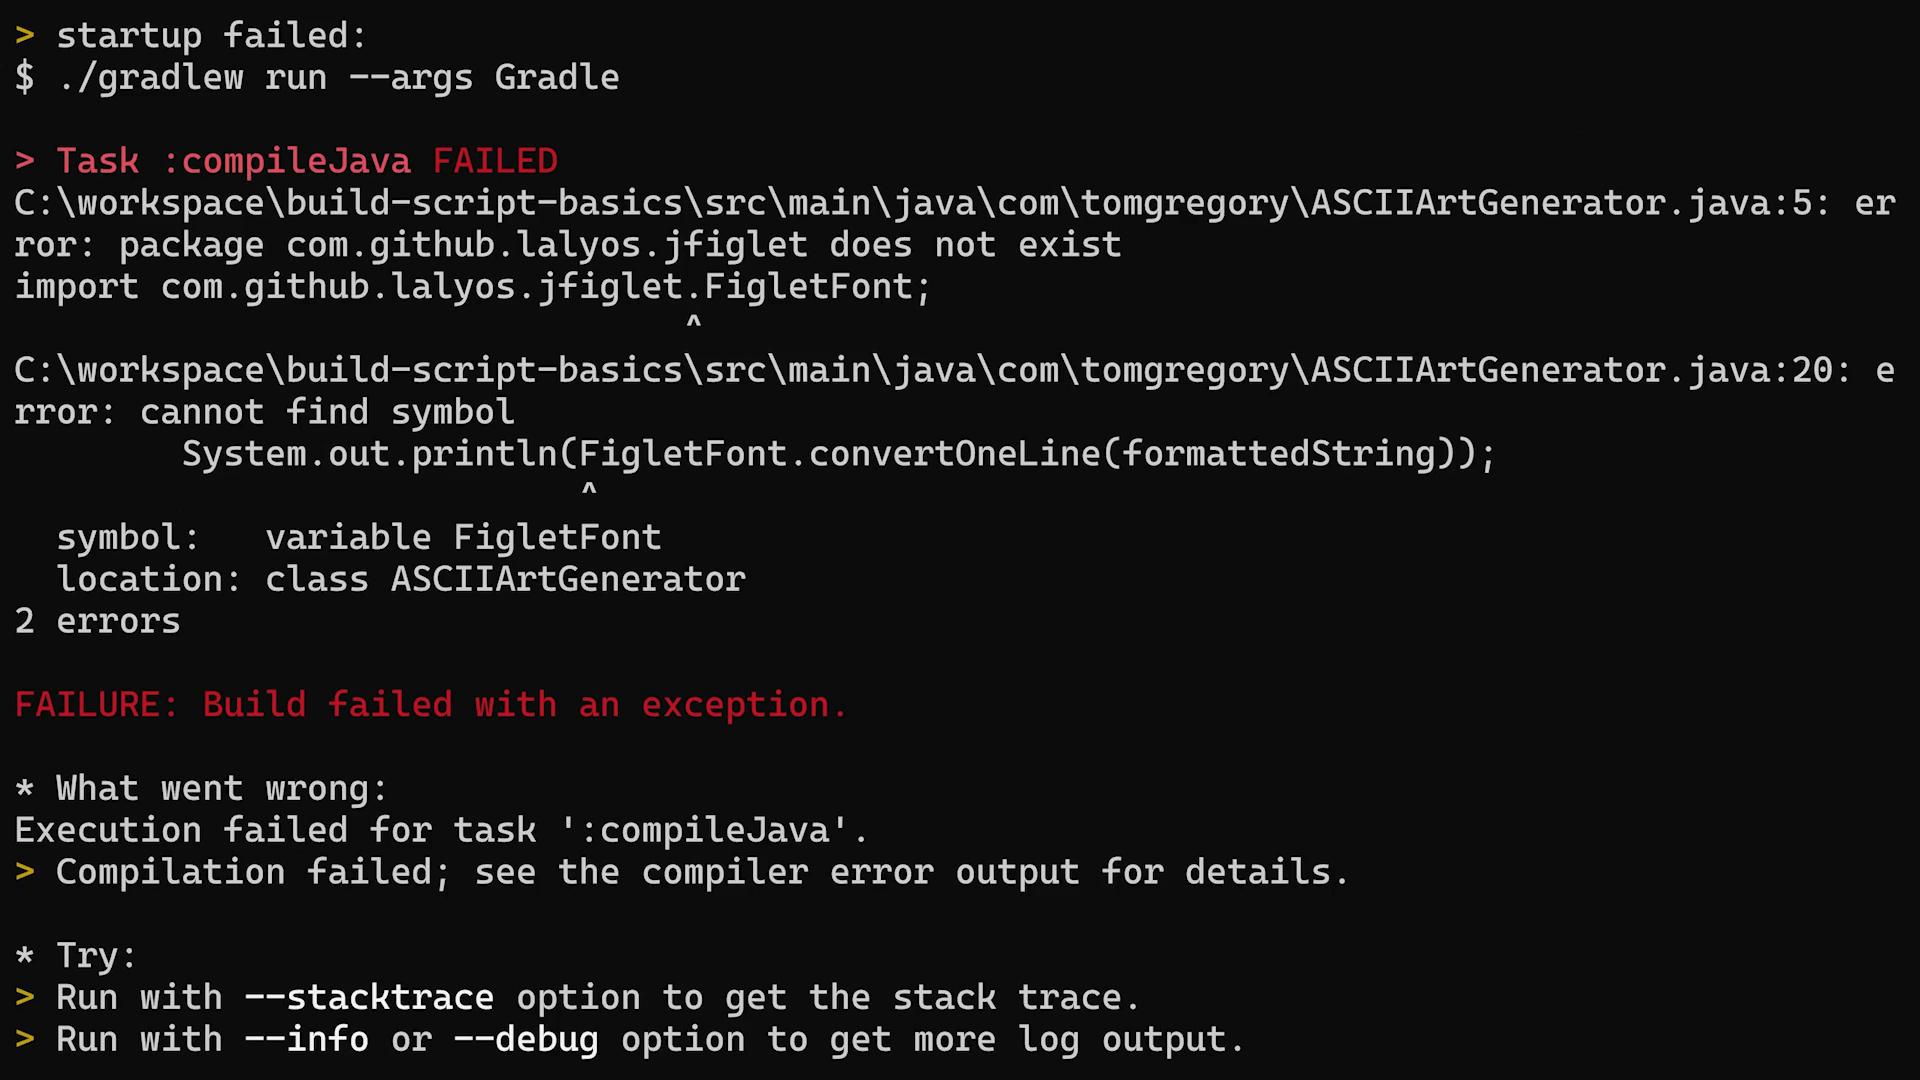 > startup failed:
$ ./gradlew run --args Gradle
> Task :compileJava FAILED
C:\workspace\build-script-basics\src\main\java\com\tomgregory\ASCIIArtGenerator.java:5: er
ror: package com.github.lalyos.jfiglet does not exist
import com.github.lalyos.jfiglet.FigletFont;
                                ^
C:\workspace\build-script-basics\src\main\java\com\tomgregory\ASCIIArtGenerator.java:20: e
rror: cannot find symbol
        System.out.println(FigletFont.convertOneLine(formattedString));
                           ^
  symbol:   variable FigletFont
  location: class ASCIIArtGenerator
2 errors
FAILURE: Build failed with an exception.
* What went wrong:
Execution failed for task ':compileJava'.
> Compilation failed; see the compiler error output for details.
* Try:
> Run with --stacktrace option to get the stack trace.
> Run with --info or --debug option to get more log output.